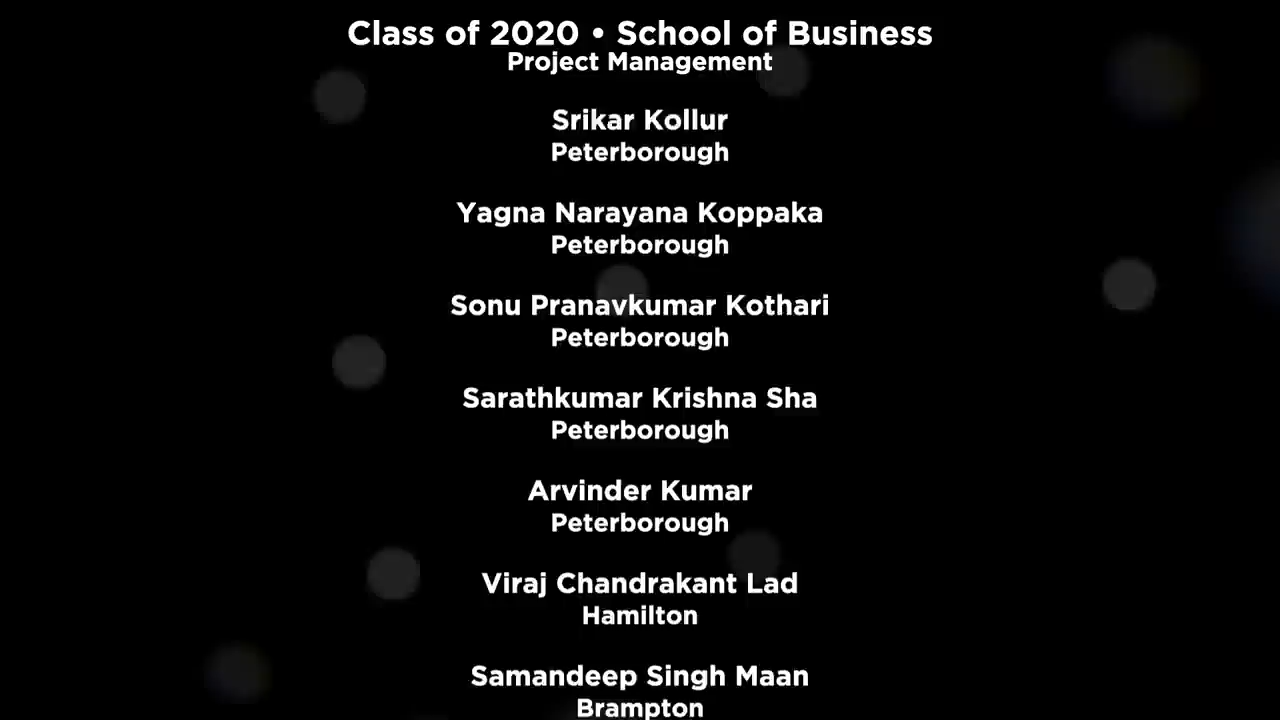 Class of 2020 • School of Business
Project Management
Srikar Kollur
Peterborough
Yagna Narayana Koppaka
Peterborough
Sonu Pranavkumar Kothari
Peterborough
Sarathkumar Krishna Sha
Peterborough
Arvinder Kumar
Peterborough
Viraj Chandrakant Lad
Hamilton
Samandeep Singh Maan
Brampton